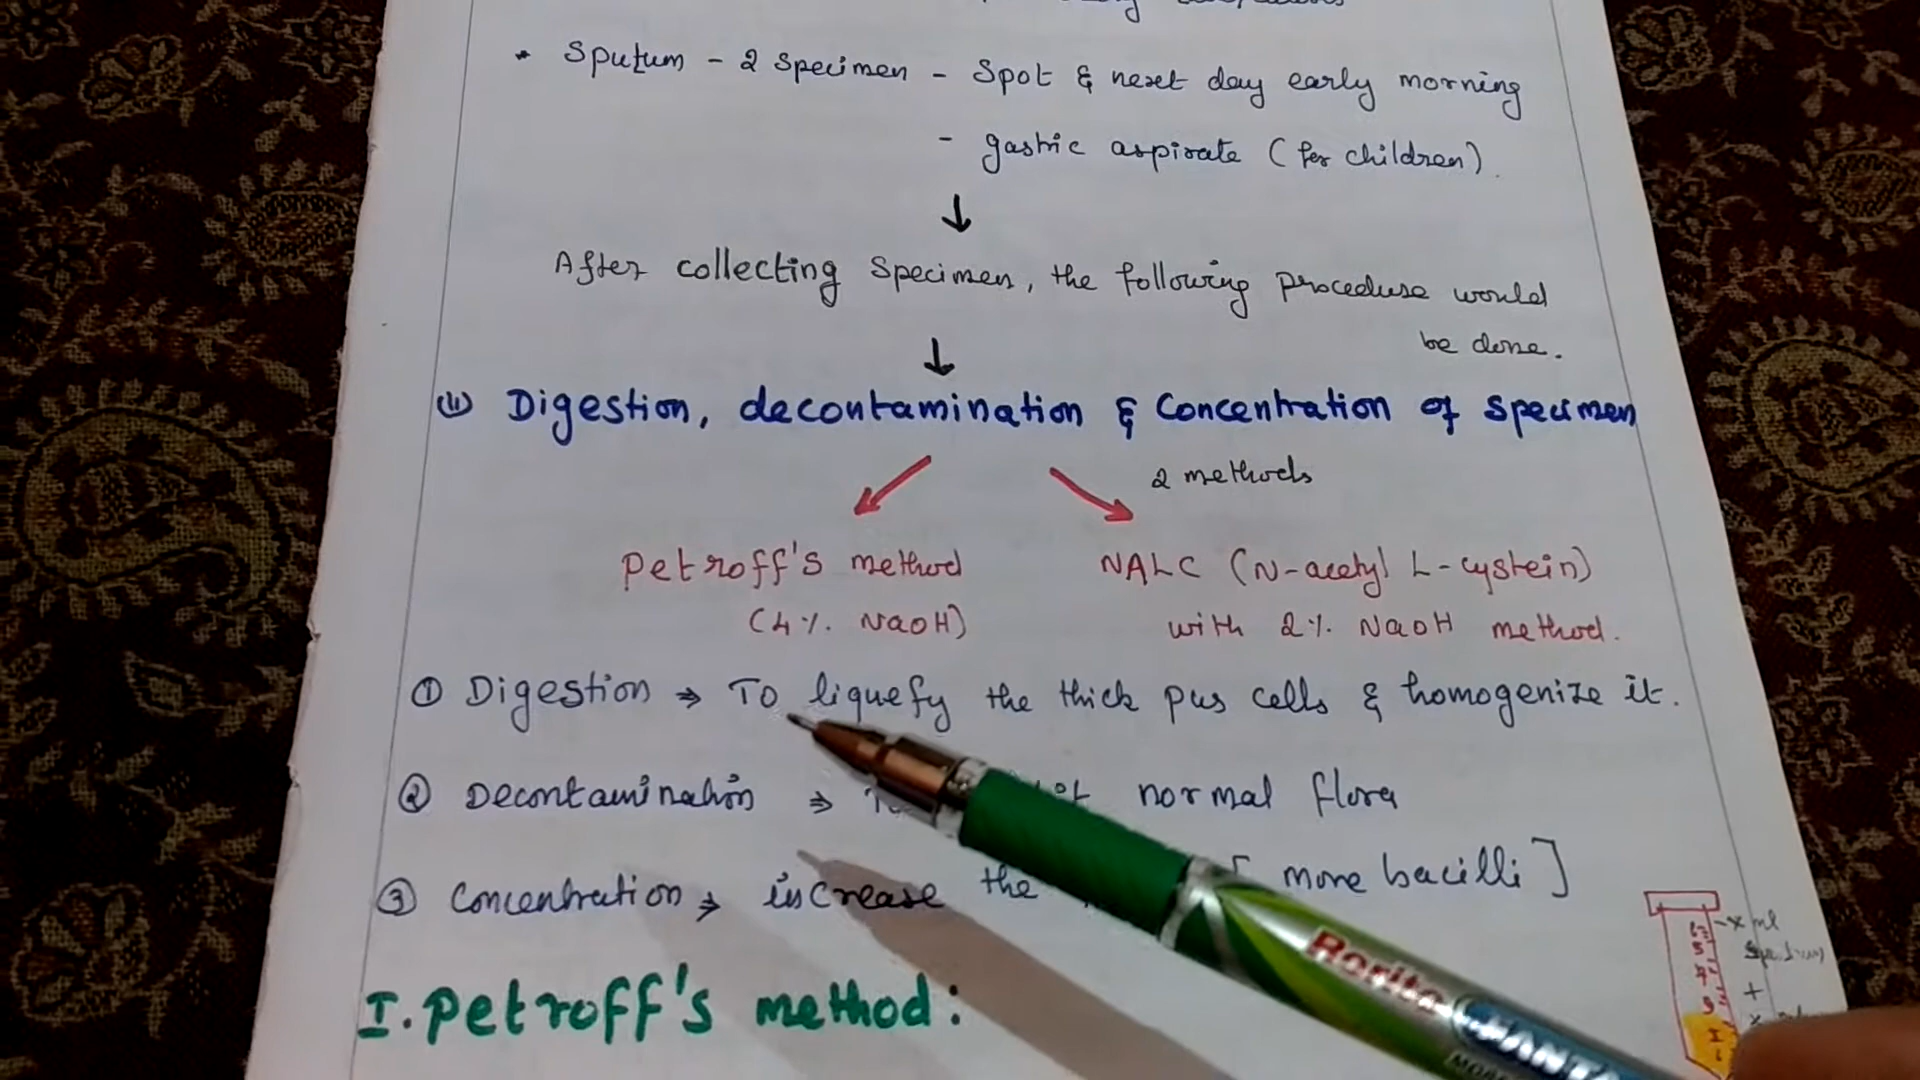 * Sputum - 2 specimen - Spot & next day early morning
- gastric aspirate (for children).
↓
After collecting specimen, the following procedure would
be done.
↓
(ii) Digestion, decontamination & Concentration of specimen
2 methods
Petroff's method NALC (N-acetyl L-cystein)
(4%. NaOH) with 2%. NaOH method.
① Digestion ⇒ To liquefy the thick pus cells & homogenize it.
② Decontamination ⇒ normal flora
③ Concentration ⇒ increase the [more bacilli]
-x ml
+
I. Petroff's method:
Rorito